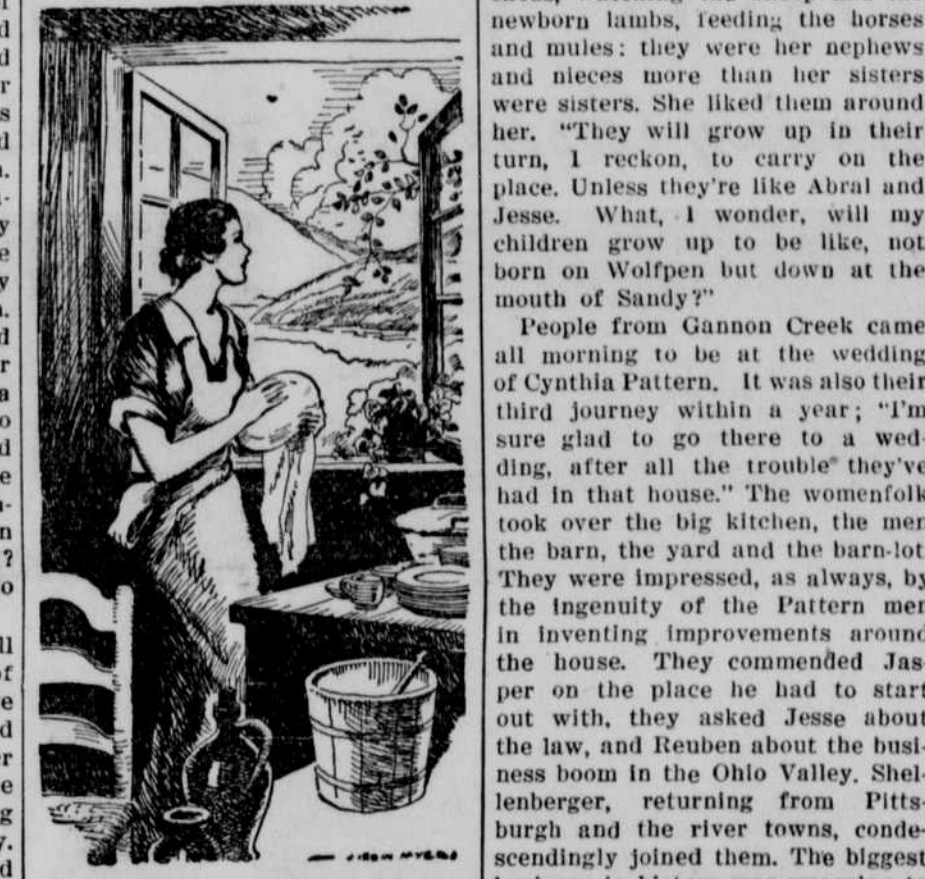 newborn lambs, feeding the horses
and mules; they were her nephews
and nieces more than her sisters
were sisters. She liked them around
her. "They will grow up in their
turn, I reckon, to carry on the
place. Unless they're like Abral and
Jesse. What, I wonder, will my
children grow up to be like, not
born on Wolfpen but down at the
mouth of Sandy?"
People from Gannon Creek came
all morning to be at the wedding
of Cynthia Pattern. It was also their
third journey within a year; "I'm
sure glad to go there to a wed-
ding, after all the trouble they've
had in that house." The womenfolk
took over the big kitchen, the men
the barn, the yard and the barn-lot
They were impressed, as always, by
the ingenuity of the Pattern men
in inventing improvements around
the house. They commended Jas-
per on the place he had to start
out with, they asked Jesse about
the law, and Reuben about the busi-
ness boom in the Ohio Valley. Shel-
lenberger, returning from Pitts-
burgh and the river towns, conde-
scendingly joined them. The biggest
MYERS